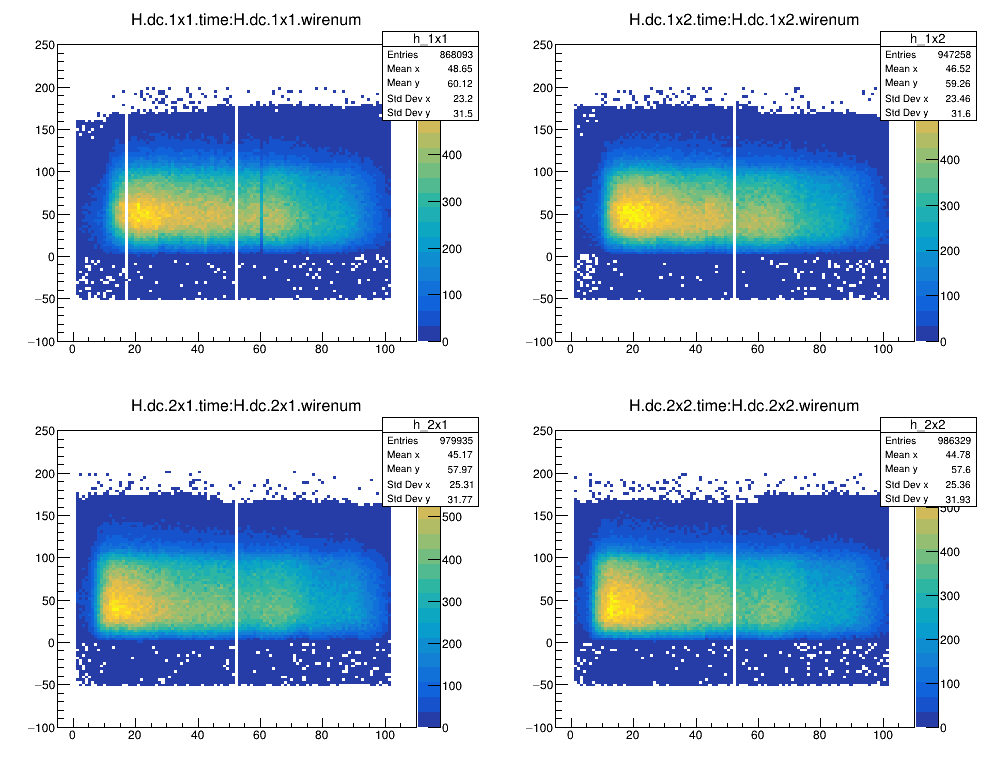 H.dc.1x1.time:H.dc.1x1.wirenum
h_1x1
Entries 868093
Mean x 48.65
Mean y 60.12
Std Dev x 23.2
Std Dev y 31.5
250
200
150
100
50
0
−50
−100
0 20 40 60 80 100
400
300
200
100
0
H.dc.1x2.time:H.dc.1x2.wirenum
h_1x2
Entries 947258
Mean x 46.52
Mean y 59.26
Std Dev x 23.46
Std Dev y 31.6
250
200
150
100
50
0
−50
−100
0 20 40 60 80 100
400
300
200
100
0
H.dc.2x1.time:H.dc.2x1.wirenum
h_2x1
Entries 979935
Mean x 45.17
Mean y 57.97
Std Dev x 25.31
Std Dev y 31.77
250
200
150
100
50
0
−50
−100
0 20 40 60 80 100
500
400
300
200
100
0
H.dc.2x2.time:H.dc.2x2.wirenum
h_2x2
Entries 986329
Mean x 44.78
Mean y 57.6
Std Dev x 25.36
Std Dev y 31.93
250
200
150
100
50
0
−50
−100
0 20 40 60 80 100
500
400
300
200
100
0